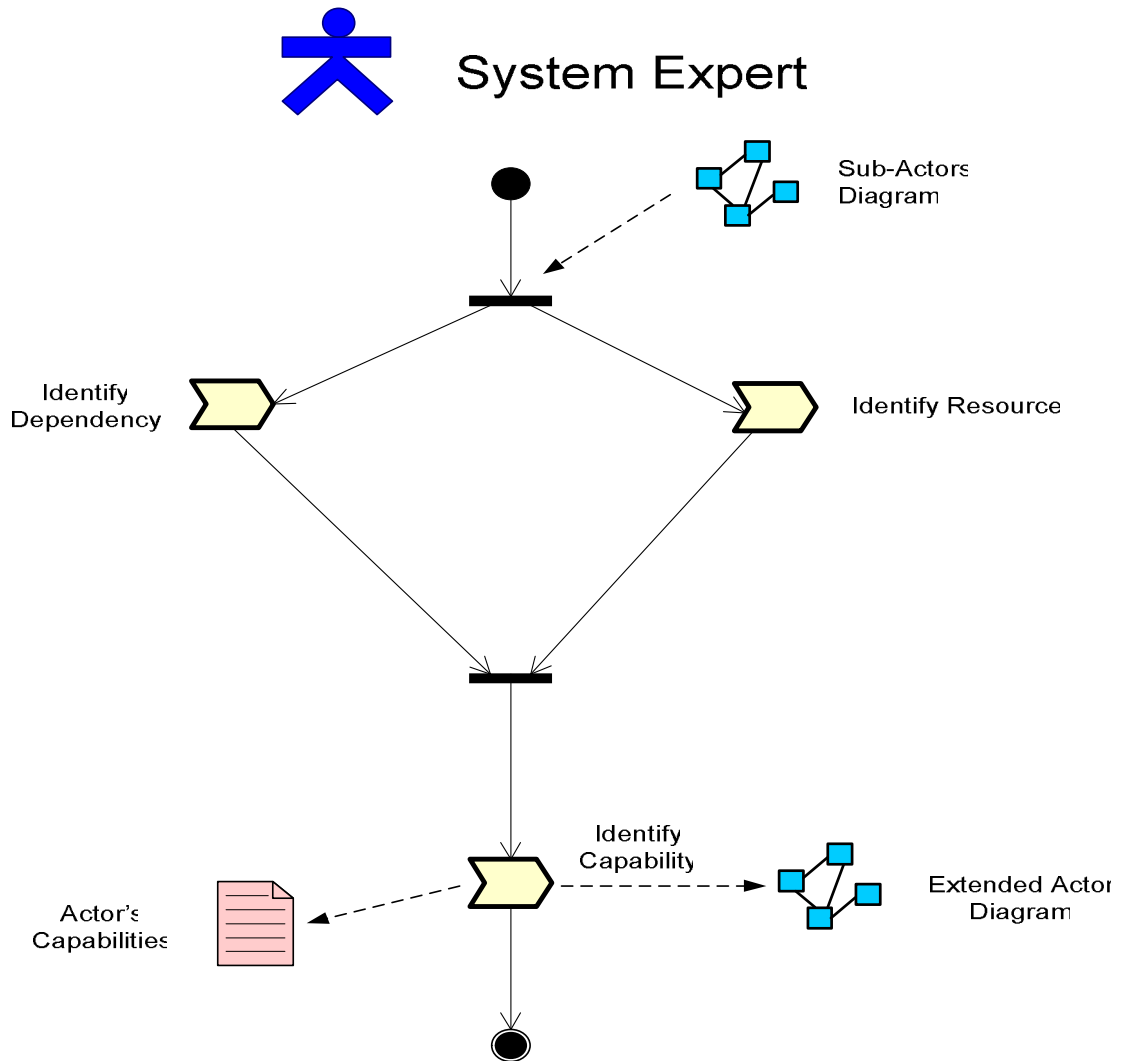 System Expert
Sub-Actors
Diagram
Identify
Dependency
Identify Resource
Identify
Capability
Actor's
Capabilities
Extended Actor
Diagram